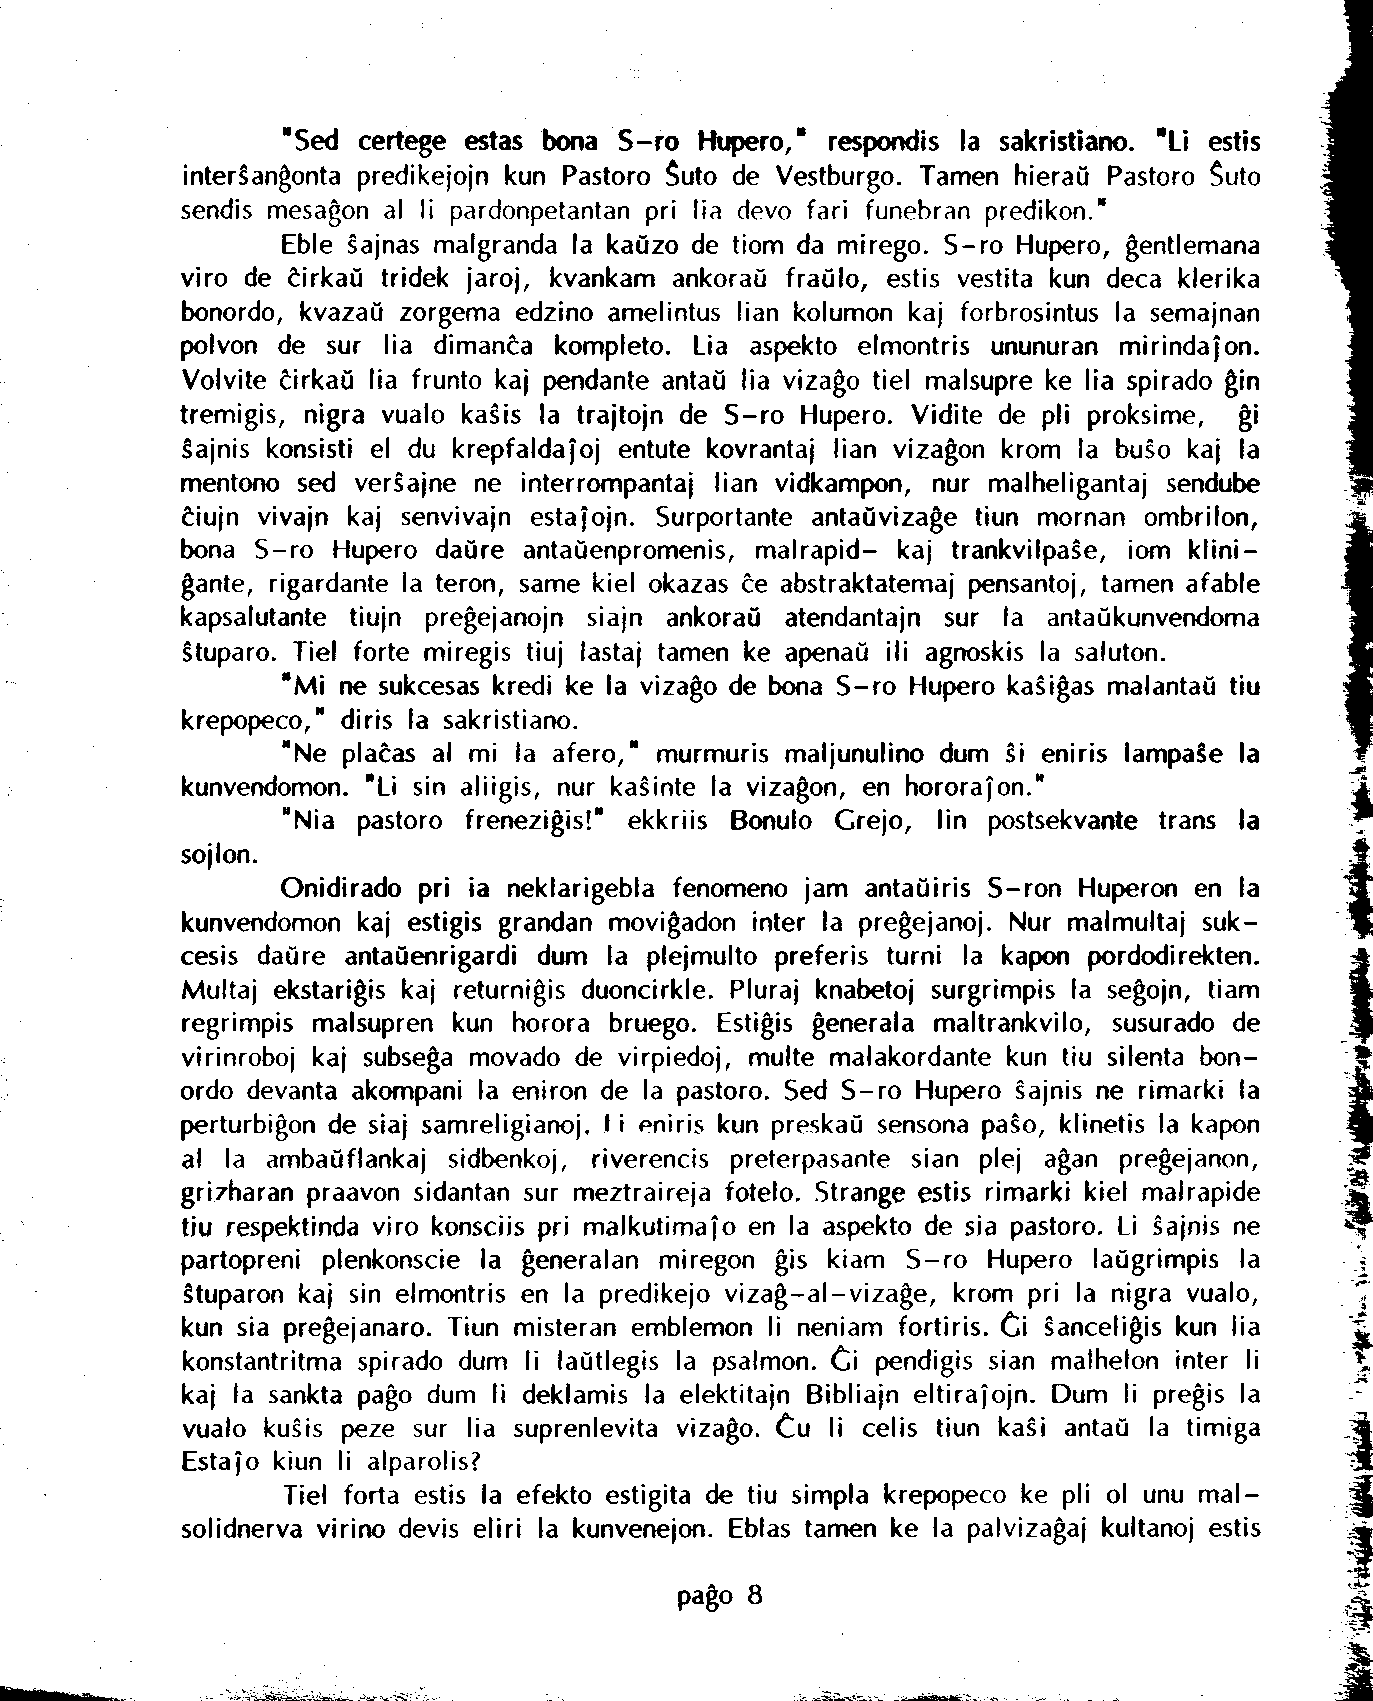 "Sed certege estas bona S-ro Hupero," respondis la sakristiano. "Li estis
interŝanĝonta predikejojn kun Pastoro Ŝuto de Vestburgo. Tamen hieraŭ Pastoro Ŝuto
sendis mesaĝon al li pardonpetantan pri lia devo fari funebran predikon."
Eble ŝajnas malgranda la kaŭzo de tiom da mirego. S-ro Hupero, ĝentlemana
viro de ĉirkaŭ tridek jaroj, kvankam ankoraŭ fraŭlo, estis vestita kun deca klerika
bonordo, kvazaŭ zorgema edzino amelintus lian kolumon kaj forbrosintus la semajnan
polvon de sur lia dimanĉa kompleto. Lia aspekto elmontris ununuran mirindaĵon.
Volvite ĉirkaŭ lia frunto kaj pendante antaŭ lia vizaĝo tiel malsupre ke lia spirado ĝin
tremigis, nigra vualo kaŝis la trajtojn de S-ro Hupero. Vidite de pli proksime, ĝi
ŝajnis konsisti el du krepfaldaĵoj entute kovrantaj lian vizaĝon krom la buŝo kaj la
mentono sed verŝajne ne interrompantaj lian vidkampon, nur malheligantaj sendube
ĉiujn vivajn kaj senvivajn estaĵojn. Surportante antaŭvizaĝe tiun mornan ombrilon,
bona S-ro Hupero daŭre antaŭenpromenis, malrapid- kaj trankvilpaŝe, iom klini-
ĝante, rigardante la teron, same kiel okazas ĉe abstraktatemaj pensantoj, tamen afable
kapsalutante tiujn preĝejanojn siajn ankoraŭ atendantajn sur la antaŭkunvendoma
ŝtuparo. Tiel forte miregis tiuj lastaj tamen ke apenaŭ ili agnoskis la saluton.
"Mi ne sukcesas kredi ke la vizaĝo de bona S-ro Hupero kaŝiĝas malantaŭ tiu
krepopeco," diris la sakristiano.
"Ne plaĉas al mi la afero," murmuris maljunulino dum ŝi eniris lampaŝe la
kunvendomon. "Li sin aliigis, nur kaŝinte la vizaĝon, en hororaĵon."
"Nia pastoro freneziĝis!" ekkriis Bonulo Grejo, lin postsekvante trans la
sojlon.
Onidirado pri ia neklarigebla fenomeno jam antaŭiris S-ron Huperon en la
kunvendomon kaj estigis grandan moviĝadon inter la preĝejanoj. Nur malmultaj suk-
cesis daŭre antaŭenrigardi dum la plejmulto preferis turni la kapon pordodirekten.
Multaj ekstariĝis kaj returniĝis duoncirkle. Pluraj knabetoj surgrimpis la seĝojn, tiam
regrimpis malsupren kun horora bruego. Estiĝis ĝenerala maltrankvilo, susurado de
virinroboj kaj subseĝa movado de virpiedoj, multe malakordante kun tiu silenta bon-
ordo devanta akompani la eniron de la pastoro. Sed S-ro Hupero ŝajnis ne rimarki la
perturbiĝon de siaj samreligianoj. Li eniris kun preskaŭ sensona paŝo, klinetis la kapon
al la ambaŭflankaj sidbenkoj, riverencis preterpasante sian plej aĝan preĝejanon,
grizharan praavon sidantan sur meztraireja fotelo. Strange estis rimarki kiel malrapide
tiu respektinda viro konsciis pri malkutimaĵo en la aspekto de sia pastoro. Li ŝajnis ne
partopreni plenkonscie la ĝeneralan miregon ĝis kiam S-ro Hupero laŭgrimpis la
ŝtuparon kaj sin elmontris en la predikejo vizaĝ-al-vizaĝe, krom pri la nigra vualo,
kun sia preĝejanaro. Tiun misteran emblemon li neniam fortiris. Ĝi ŝanceliĝis kun lia
konstantritma spirado dum li laŭtlegis la psalmon. Ĝi pendigis sian malhelon inter li
kaj la sankta paĝo dum li deklamis la elektitajn Bibliajn eltiraĵojn. Dum li preĝis la
vualo kuŝis peze sur lia suprenlevita vizaĝo. Ĉu li celis tiun kaŝi antaŭ la timiga
Estaĵo kiun li alparolis?
Tiel forta estis la efekto estigita de tiu simpla krepopeco ke pli ol unu mal-
solidnerva virino devis eliri la kunvenejon. Eblas tamen ke la palvizaĝaj kultanoj estis
paĝo 8